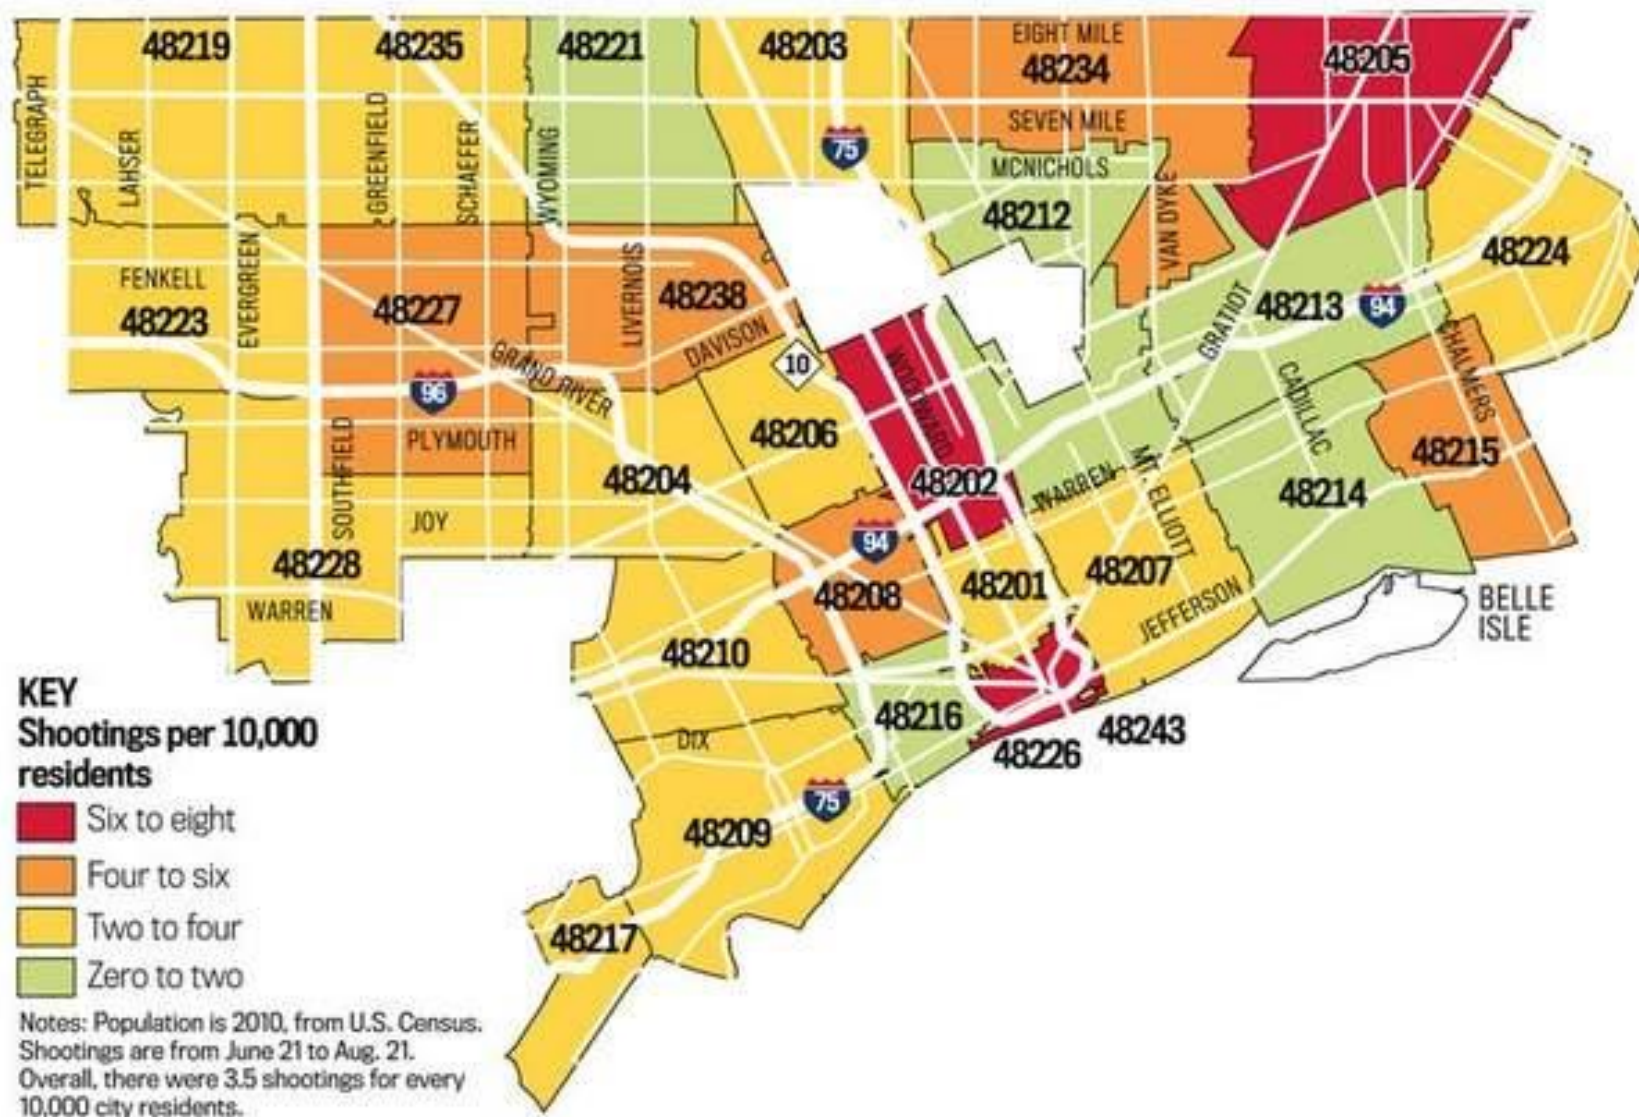 48219
48235
48221
48203
EIGHT MILE
48234
48205
TELEGRAPH
LAHSER
GREENFIELD
SCHAEFER
WYOMING
75
SEVEN MILE
MCNICHOLS
48212
VAN DYKE
48224
FENKELL
48223
EVERGREEN
48227
LIVERNOIS
48238
DAVISON
GRATIOT
48213
94
96
GRAND RIVER
10
WOODWARD
CADILLAC
CHALMERS
PLYMOUTH
SOUTHFIELD
48206
48204
48202
WARREN
MT. ELLIOTT
48214
48215
JOY
48228
WARREN
94
48208
48201
48207
JEFFERSON
BELLE
ISLE
48210
48216
48226
48243
DIX
75
48209
48217
KEY
Shootings per 10,000
residents
Six to eight
Four to six
Two to four
Zero to two
Notes: Population is 2010, from U.S. Census.
Shootings are from June 21 to Aug. 21.
Overall, there were 3.5 shootings for every
10,000 city residents.